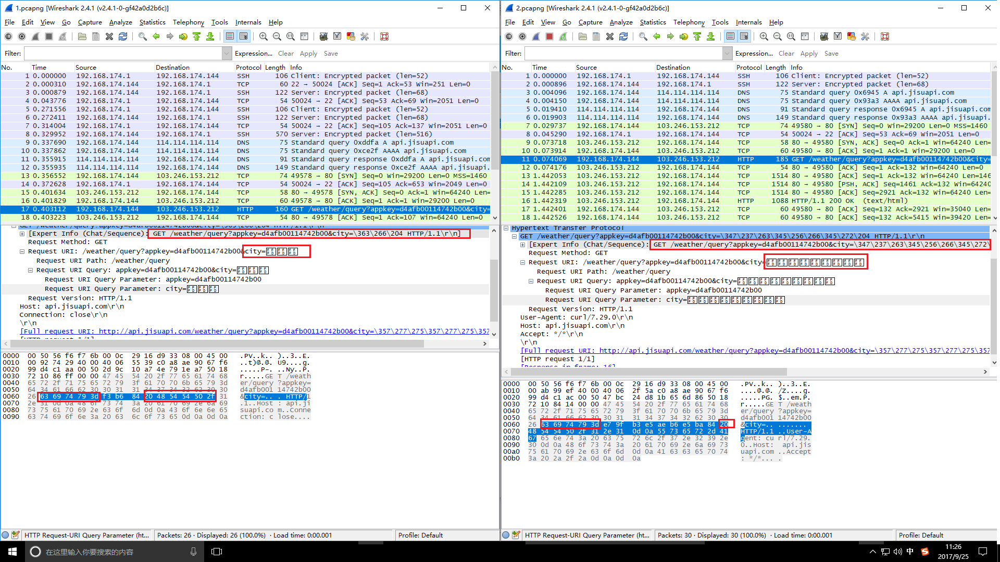 1.pcapng [Wireshark 2.4.1 (v2.4.1-0-gf42a0d2b6c)]
File Edit View Go Capture Analyze Statistics Telephony Tools Internals Help
Filter: Expression... Clear Apply Save
No. Time Source Destination Protocol Length Info
1 0.000000 192.168.174.1 192.168.174.144 SSH 106 Client: Encrypted packet (len=52)
2 0.000310 192.168.174.144 192.168.174.1 TCP 60 22 → 50024 [ACK] Seq=1 Ack=53 Win=251 Len=0
3 0.000879 192.168.174.144 192.168.174.1 SSH 122 Server: Encrypted packet (len=68)
4 0.043776 192.168.174.1 192.168.174.144 TCP 54 50024 → 22 [ACK] Seq=53 Ack=69 Win=2051 Len=0
5 0.271556 192.168.174.1 192.168.174.144 SSH 106 Client: Encrypted packet (len=52)
6 0.272411 192.168.174.144 192.168.174.1 SSH 122 Server: Encrypted packet (len=68)
7 0.314004 192.168.174.1 192.168.174.144 TCP 54 50024 → 22 [ACK] Seq=105 Ack=137 Win=2051 Len=0
8 0.329952 192.168.174.144 192.168.174.1 SSH 570 Server: Encrypted packet (len=516)
9 0.337690 192.168.174.144 114.114.114.114 DNS 75 Standard query 0xddfa A api.jisuapi.com
10 0.337862 192.168.174.144 114.114.114.114 DNS 75 Standard query 0xce2f AAAA api.jisuapi.com
11 0.355915 114.114.114.114 192.168.174.144 DNS 91 Standard query response 0xddfa A api.jisuapi.com
12 0.355935 114.114.114.114 192.168.174.144 DNS 149 Standard query response 0xce2f AAAA api.jisuapi.
13 0.356552 192.168.174.144 103.246.153.212 TCP 74 49578 → 80 [SYN] Seq=0 Win=29200 Len=0 MSS=1460
14 0.372628 192.168.174.1 192.168.174.144 TCP 54 50024 → 22 [ACK] Seq=105 Ack=653 Win=2049 Len=0
15 0.401634 103.246.153.212 192.168.174.144 TCP 58 80 → 49578 [SYN, ACK] Seq=0 Ack=1 Win=64240 Len=
16 0.401829 192.168.174.144 103.246.153.212 TCP 60 49578 → 80 [ACK] Seq=1 Ack=1 Win=29200 Len=0
17 0.403112 192.168.174.144 103.246.153.212 HTTP 160 GET /weather/query?appkey=d4afb00114742b00&city=
18 0.403223 103.246.153.212 192.168.174.144 TCP 54 80 → 49578 [ACK] Seq=1 Ack=107 Win=64240 Len=0
GET /weather/query?appkey=d4afb00114742b00&city=\363\266\204 HTTP/1.1\r\n
[Expert Info (Chat/Sequence): GET /weather/query?appkey=d4afb00114742b00&city=\363\266\204 HTTP/1.1\r\n]
Request Method: GET
Request URI: /weather/query?appkey=d4afb00114742b00&city=
Request URI Path: /weather/query
Request URI Query: appkey=d4afb00114742b00&city=
Request URI Query Parameter: appkey=d4afb00114742b00
Request URI Query Parameter: city=
Request Version: HTTP/1.1
Host: api.jisuapi.com\r\n
Connection: close\r\n
\r\n
[Full request URI: http://api.jisuapi.com/weather/query?appkey=d4afb00114742b00&city=\357\277\275\357\277\275\357
[HTTP request 1/1]
0000 00 50 56 f6 f7 6b 00 0c 29 16 d9 33 08 00 45 00 .PV..k.. )..3..E.
0010 00 92 74 29 40 00 40 06 55 39 c0 a8 ae 90 67 f6 ..t)@.@. U9....g.
0020 99 d4 c1 aa 00 50 2d 9c 10 a7 4e 79 1e a7 50 18 .....P-. ..Ny..P.
0030 72 10 86 ff 00 00 47 45 54 20 2f 77 65 61 74 68 r.....GE T /weath
0040 65 72 2f 71 75 65 72 79 3f 61 70 70 6b 65 79 3d er/query ?appkey=
0050 64 34 61 66 62 30 30 31 31 34 37 34 32 62 30 30 d4afb001 14742b00
0060 26 63 69 74 79 3d f3 b6 84 20 48 54 54 50 2f 31 &city=.. . HTTP/1
0070 2e 31 0d 0a 48 6f 73 74 3a 20 61 70 69 2e 6a 69 .1..Host : api.ji
0080 73 75 61 70 69 2e 63 6f 6d 0d 0a 43 6f 6e 6e 65 suapi.co m..Conne
0090 63 74 69 6f 6e 3a 20 63 6c 6f 73 65 0d 0a 0d 0a ction: c lose....
HTTP Request-URI Query Parameter (ht... Packets: 26 · Displayed: 26 (100.0%) · Load time: 0:00.001 Profile: Default
2.pcapng [Wireshark 2.4.1 (v2.4.1-0-gf42a0d2b6c)]
File Edit View Go Capture Analyze Statistics Telephony Tools Internals Help
Filter: Expression... Clear Apply Save
No. Time Source Destination Protocol Length Info
1 0.000000 192.168.174.1 192.168.174.144 SSH 106 Client: Encrypted packet (len=52)
2 0.000896 192.168.174.144 192.168.174.1 SSH 122 Server: Encrypted packet (len=68)
3 0.004096 192.168.174.144 114.114.114.114 DNS 75 Standard query 0x6945 A api.jisuapi.com
4 0.004150 192.168.174.144 114.114.114.114 DNS 75 Standard query 0x93a3 AAAA api.jisuapi.com
5 0.019410 114.114.114.114 192.168.174.144 DNS 91 Standard query response 0x6945 A api.jisuapi.com
6 0.019903 114.114.114.114 192.168.174.144 DNS 149 Standard query response 0x93a3 AAAA api.jisuapi.
7 0.029737 192.168.174.144 103.246.153.212 TCP 74 49580 → 80 [SYN] Seq=0 Win=29200 Len=0 MSS=1460
8 0.045290 192.168.174.1 192.168.174.144 TCP 54 50024 → 22 [ACK] Seq=53 Ack=69 Win=2051 Len=0
9 0.073718 103.246.153.212 192.168.174.144 TCP 58 80 → 49580 [SYN, ACK] Seq=0 Ack=1 Win=64240 Len=
10 0.073914 192.168.174.144 103.246.153.212 TCP 60 49580 → 80 [ACK] Seq=1 Ack=1 Win=29200 Len=0
11 0.074069 192.168.174.144 103.246.153.212 HTTP 185 GET /weather/query?appkey=d4afb00114742b00&city=
12 0.074176 103.246.153.212 192.168.174.144 TCP 54 80 → 49580 [ACK] Seq=1 Ack=132 Win=64240 Len=0
13 1.442053 103.246.153.212 192.168.174.144 TCP 1514 80 → 49580 [ACK] Seq=1 Ack=132 Win=64240 Len=146
14 1.442109 103.246.153.212 192.168.174.144 TCP 1514 80 → 49580 [PSH, ACK] Seq=1461 Ack=132 Win=64240
15 1.442285 103.246.153.212 192.168.174.144 TCP 1514 80 → 49580 [ACK] Seq=2921 Ack=132 Win=64240 Len=
16 1.442319 103.246.153.212 192.168.174.144 HTTP 1088 HTTP/1.1 200 OK (text/html)
17 1.442401 192.168.174.144 103.246.153.212 TCP 60 49580 → 80 [ACK] Seq=132 Ack=2921 Win=35040 Len=
18 1.442526 192.168.174.144 103.246.153.212 TCP 60 49580 → 80 [ACK] Seq=132 Ack=5415 Win=39420 Len=
Hypertext Transfer Protocol
GET /weather/query?appkey=d4afb00114742b00&city=\347\237\263\345\256\266\345\272\204 HTTP/1.1\r\n
[Expert Info (Chat/Sequence): GET /weather/query?appkey=d4afb00114742b00&city=\347\237\263\345\256\266\345\272\
Request Method: GET
Request URI: /weather/query?appkey=d4afb00114742b00&city=
Request URI Path: /weather/query
Request URI Query: appkey=d4afb00114742b00&city=
Request URI Query Parameter: appkey=d4afb00114742b00
Request URI Query Parameter: city=
Request Version: HTTP/1.1
User-Agent: curl/7.29.0\r\n
Host: api.jisuapi.com\r\n
Accept: */*\r\n
\r\n
[Full request URI: http://api.jisuapi.com/weather/query?appkey=d4afb00114742b00&city=\357\277\275\357\277\275\357
[HTTP request 1/1]
[Response in frame: 16]
0000 00 50 56 f6 f7 6b 00 0c 29 16 d9 33 08 00 45 00 .PV..k.. )..3..E.
0010 00 ab 99 ef 40 00 40 06 2f 5a c0 a8 ae 90 67 f6 ....@.@. /Z....g.
0020 99 d4 c1 ac 00 50 47 bc 24 d8 1b 65 6d 86 50 18 .....PG. $..em.P.
0030 72 10 84 14 00 00 47 45 54 20 2f 77 65 61 74 68 r.....GE T /weath
0040 65 72 2f 71 75 65 72 79 3f 61 70 70 6b 65 79 3d er/query ?appkey=
0050 64 34 61 66 62 30 30 31 31 34 37 34 32 62 30 30 d4afb001 14742b00
0060 26 63 69 74 79 3d e7 9f b3 e5 ae b6 e5 ba 84 20 &city=.. .......
0070 48 54 54 50 2f 31 2e 31 0d 0a 55 73 65 72 2d 41 HTTP/1.1 ..User-A
0080 67 65 6e 74 3a 20 63 75 72 6c 2f 37 2e 32 39 2e gent: cu rl/7.29.
0090 30 0d 0a 48 6f 73 74 3a 20 61 70 69 2e 6a 69 73 0..Host: api.jis
00a0 75 61 70 69 2e 63 6f 6d 0d 0a 41 63 63 65 70 74 uapi.com ..Accept
00b0 3a 20 2a 2f 2a 0d 0a 0d 0a : */*... .
HTTP Request-URI Query Parameter (ht... Packets: 30 · Displayed: 30 (100.0%) · Load time: 0:00.001 Profile: Default
在这里输入你要搜索的内容
中
11:26
2017/9/25